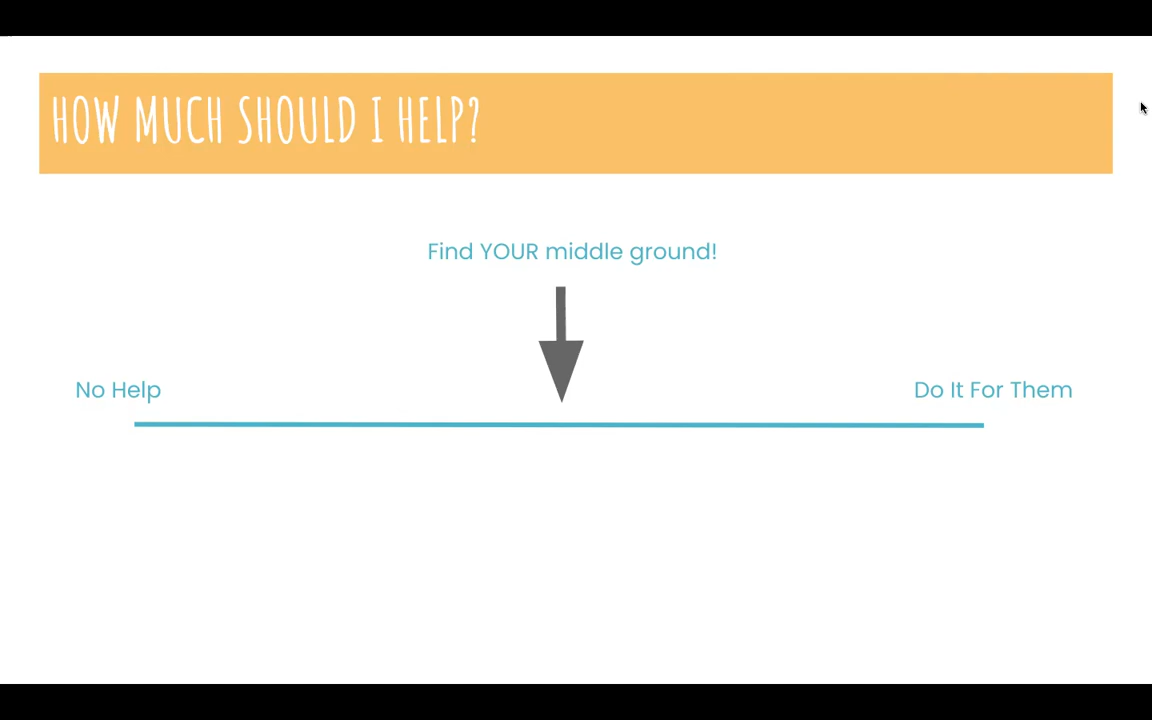 HOW MUCH SHOULD I HELP?
Find YOUR middle ground!
No Help
Do It For Them